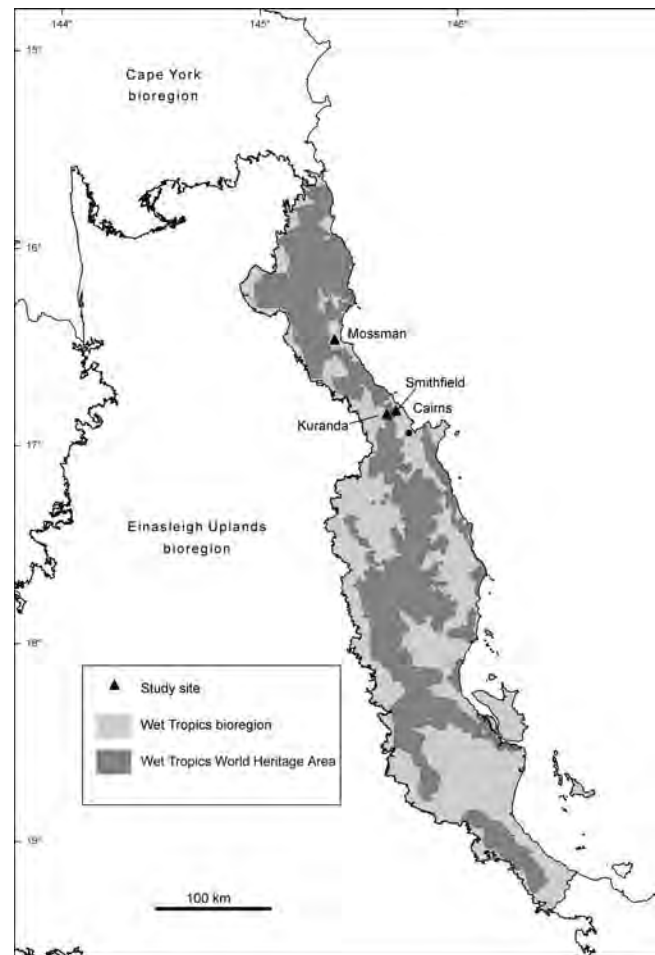 144°
145°
146°
15°
Cape York
bioregion
16°
Mossman
Smithfield
Cairns
Kuranda
17°
Einasleigh Uplands
bioregion
18°
Study site
Wet Tropics bioregion
Wet Tropics World Heritage Area
19°
100 km